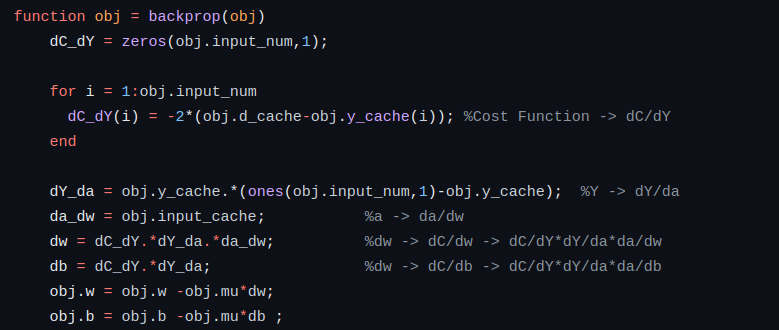 function obj = backprop(obj)
    dC_dY = zeros(obj.input_num,1);

    for i = 1:obj.input_num
      dC_dY(i) = -2*(obj.d_cache-obj.y_cache(i)); %Cost Function -> dC/dY
    end

    dY_da = obj.y_cache.*(ones(obj.input_num,1)-obj.y_cache);  %Y -> dY/da
    da_dw = obj.input_cache;           %a -> da/dw
    dw = dC_dY.*dY_da.*da_dw;          %dw -> dC/dw -> dC/dY*dY/da*da/dw
    db = dC_dY.*dY_da;                 %dw -> dC/db -> dC/dY*dY/da*da/db
    obj.w = obj.w -obj.mu*dw;
    obj.b = obj.b -obj.mu*db ;